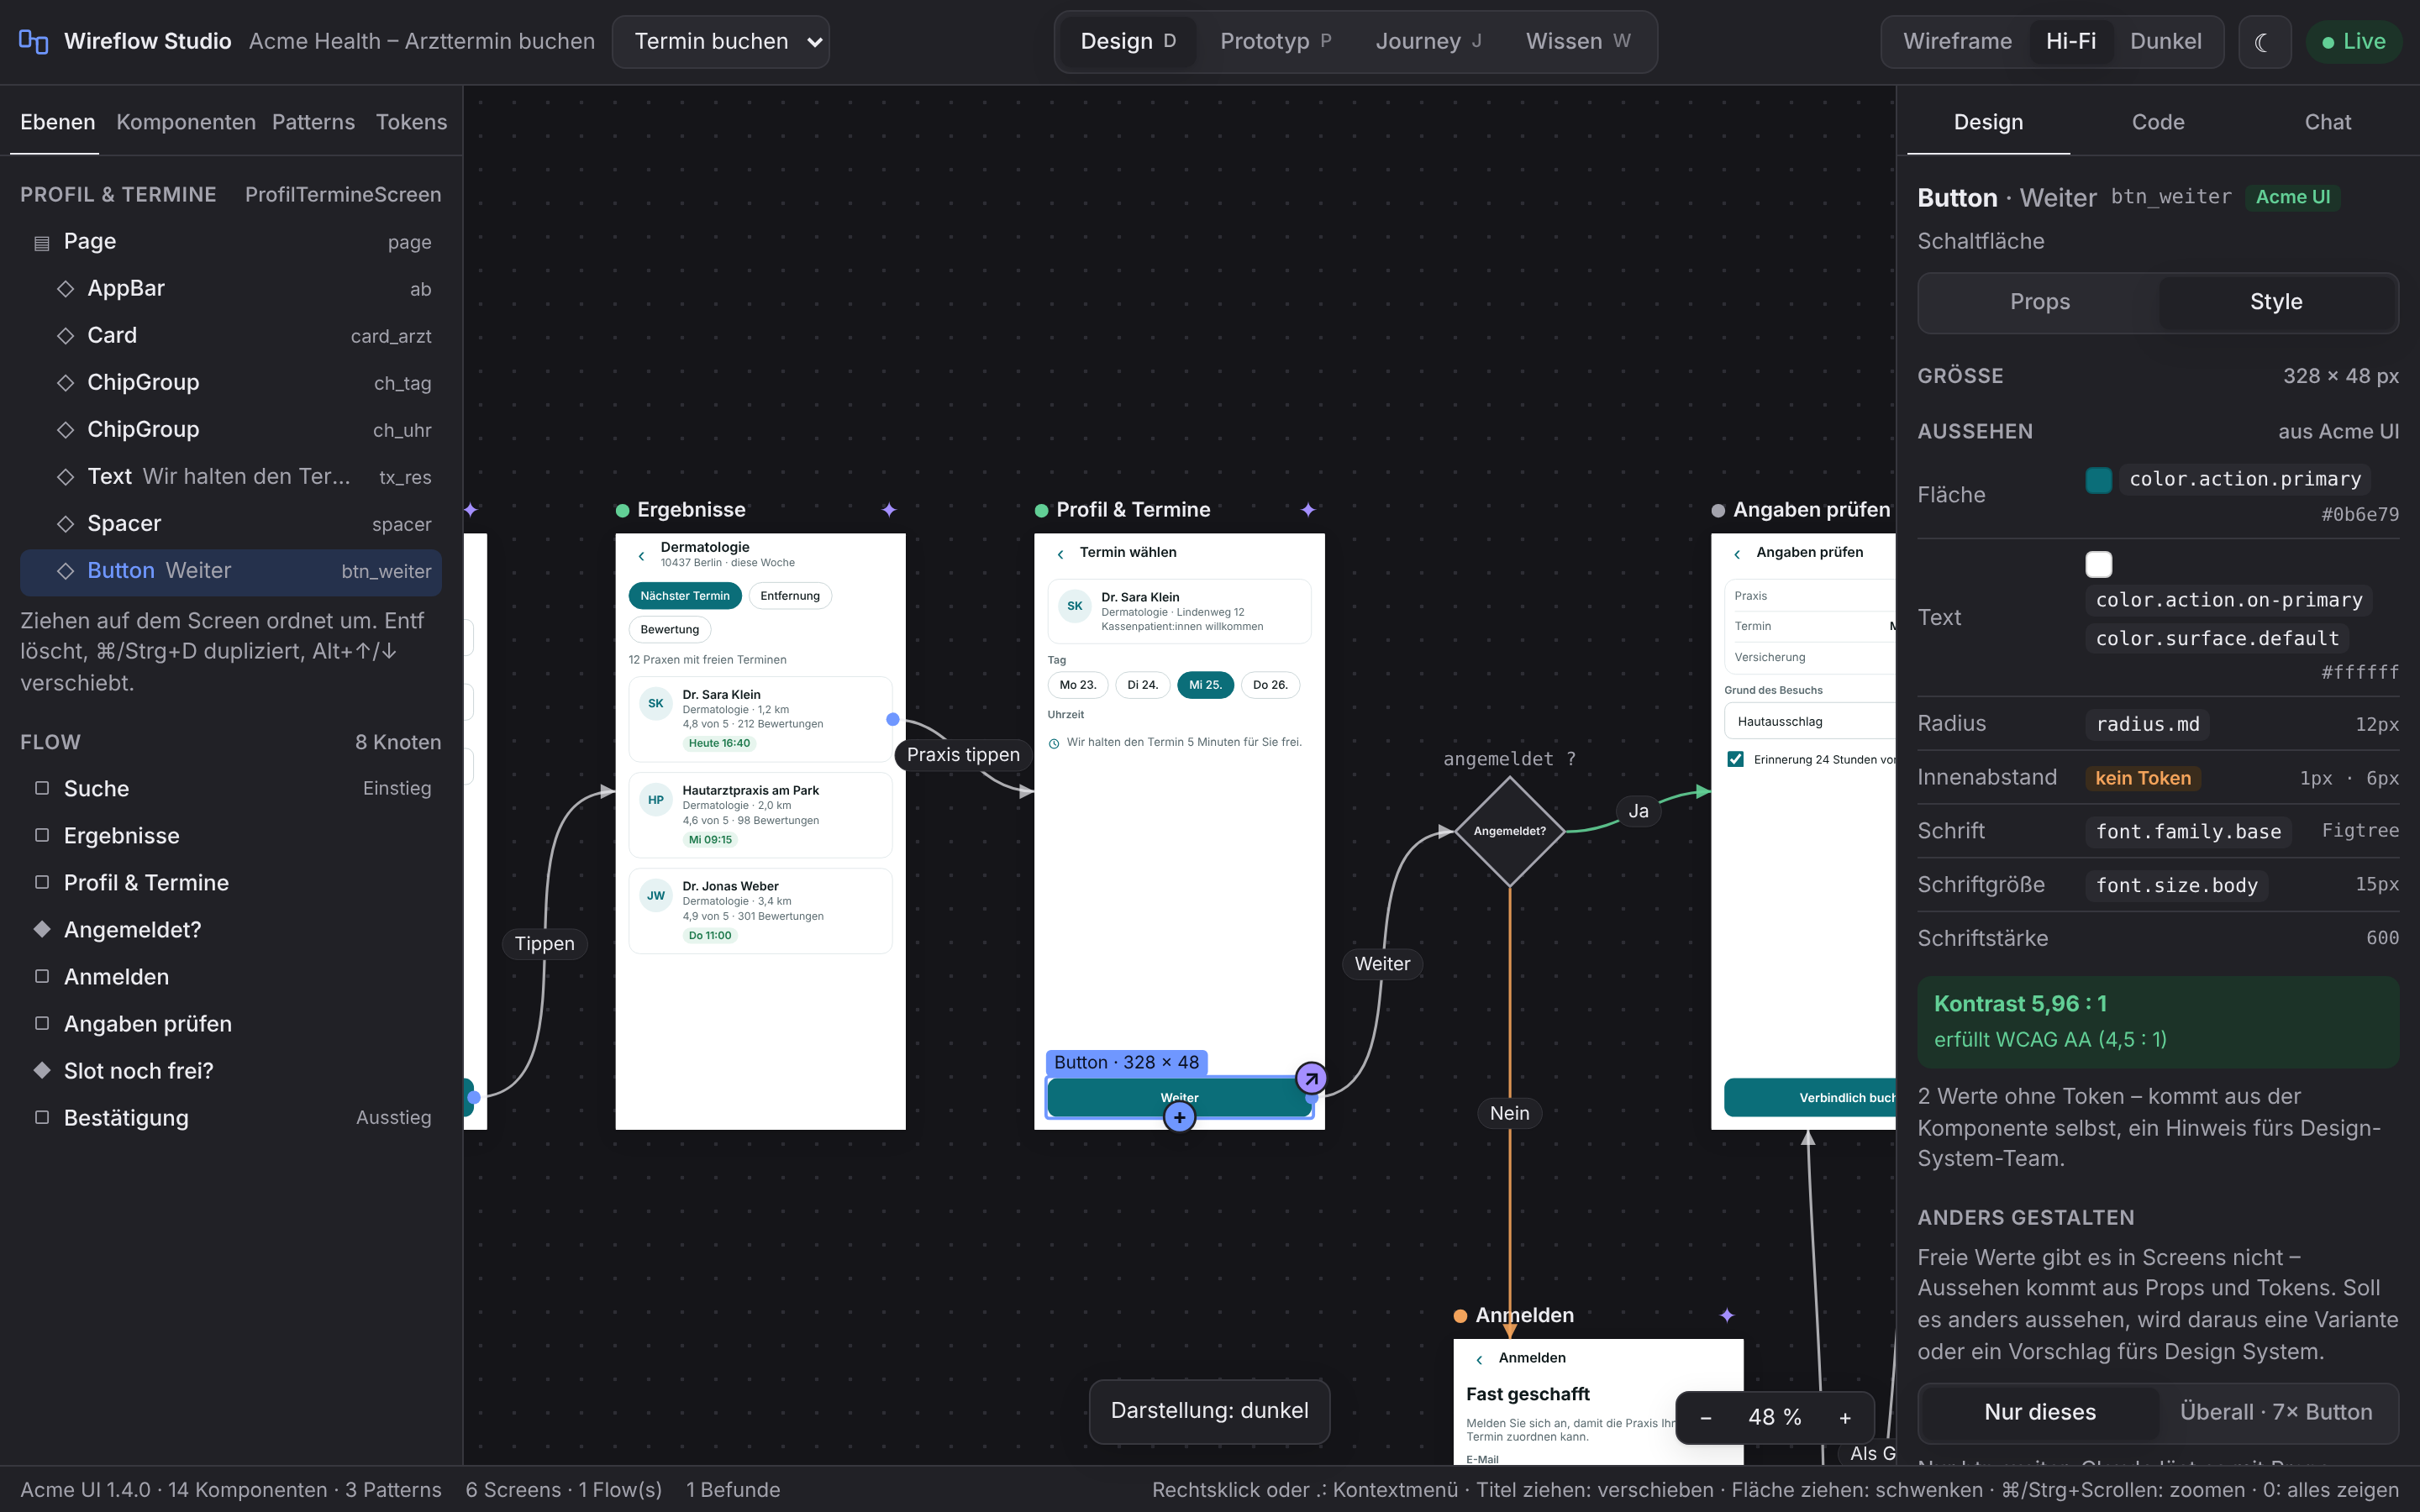 Wireflow Studio Acme Health – Arzttermin buchen Termin buchen Design D Prototyp P Journey J Wissen W Wireframe Hi-Fi Dunkel Live
Ebenen Komponenten Patterns Tokens
PROFIL & TERMINE ProfilTermineScreen
Page page
AppBar ab
Card card_arzt
ChipGroup ch_tag
ChipGroup ch_uhr
Text Wir halten den Ter... tx_res
Spacer spacer
Button Weiter btn_weiter
Ziehen auf dem Screen ordnet um. Entf
löscht, ⌘/Strg+D dupliziert, Alt+↑/↓
verschiebt.
FLOW 8 Knoten
Suche Einstieg
Ergebnisse
Profil & Termine
Angemeldet?
Anmelden
Angaben prüfen
Slot noch frei?
Bestätigung Ausstieg
Tippen
Ergebnisse
Dermatologie
10437 Berlin · diese Woche
Nächster Termin Entfernung
Bewertung
12 Praxen mit freien Terminen
SK
Dr. Sara Klein
Dermatologie · 1,2 km
4,8 von 5 · 212 Bewertungen
Heute 16:40
HP
Hautarztpraxis am Park
Dermatologie · 2,0 km
4,6 von 5 · 98 Bewertungen
Mi 09:15
JW
Dr. Jonas Weber
Dermatologie · 3,4 km
4,9 von 5 · 301 Bewertungen
Do 11:00
Praxis tippen
Profil & Termine
Termin wählen
SK
Dr. Sara Klein
Dermatologie · Lindenweg 12
Kassenpatient:innen willkommen
Tag
Mo 23. Di 24. Mi 25. Do 26.
Uhrzeit
Wir halten den Termin 5 Minuten für Sie frei.
Button · 328 × 48
Weiter
Weiter
angemeldet ?
Angemeldet?
Ja
Nein
Angaben prüfen
Angaben prüfen
Praxis
Termin
Versicherung
Grund des Besuchs
Hautausschlag
Erinnerung 24 Stunden
Verbindlich
Anmelden
Anmelden
Fast geschafft
Melden Sie sich an, damit die Praxis
Termin zuordnen kann.
E-Mail
Darstellung: dunkel
− 48 % +
Als
Design Code Chat
Button · Weiter btn_weiter Acme UI
Schaltfläche
Props Style
GRÖSSE 328 × 48 px
AUSSEHEN aus Acme UI
Fläche color.action.primary
#0b6e79
Text color.action.on-primary
color.surface.default
#ffffff
Radius radius.md 12px
Innenabstand kein Token 1px · 6px
Schrift font.family.base Figtree
Schriftgröße font.size.body 15px
Schriftstärke 600
Kontrast 5,96 : 1
erfüllt WCAG AA (4,5 : 1)
2 Werte ohne Token – kommt aus der
Komponente selbst, ein Hinweis fürs Design-
System-Team.
ANDERS GESTALTEN
Freie Werte gibt es in Screens nicht –
Aussehen kommt aus Props und Tokens. Soll
es anders aussehen, wird daraus eine Variante
oder ein Vorschlag fürs Design System.
Nur dieses Überall · 7× Button
Acme UI 1.4.0 · 14 Komponenten · 3 Patterns 6 Screens · 1 Flow(s) 1 Befunde
Rechtsklick oder .: Kontextmenü · Titel ziehen: verschieben · Fläche ziehen: schwenken · ⌘/Strg+Scrollen: zoomen · 0: alles zeigen